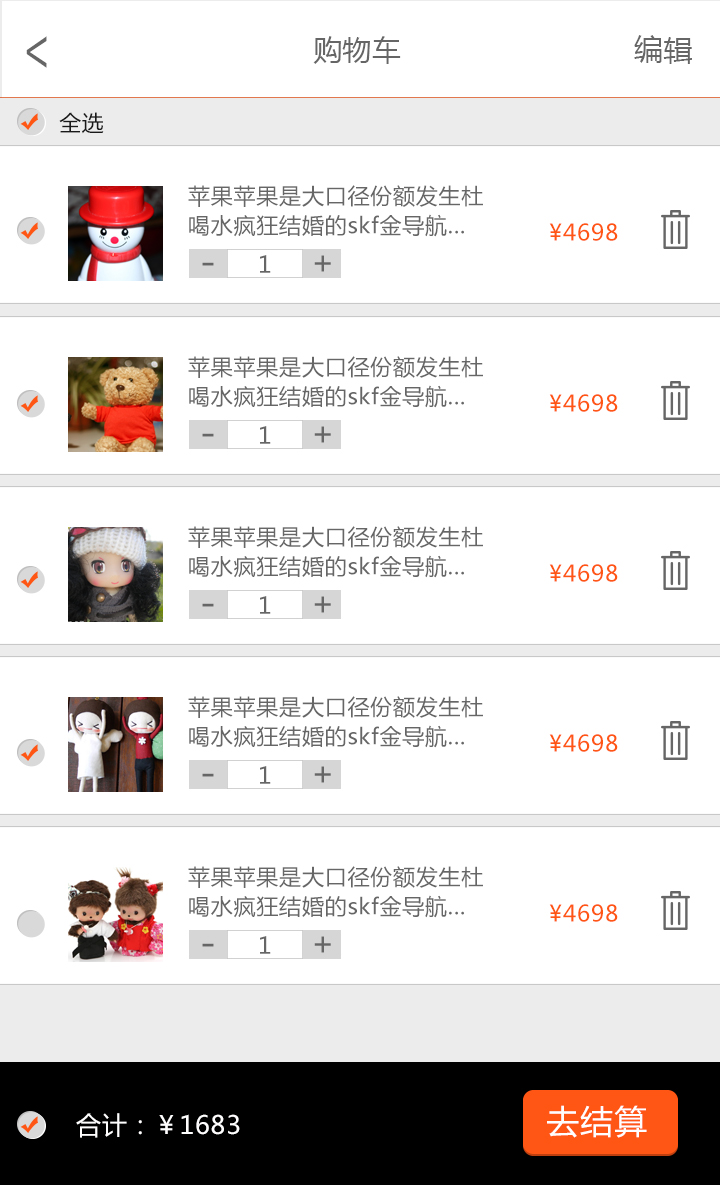 购物车 编辑
全选
苹果苹果是大口径份额发生杜
喝水疯狂结婚的skf金导航...
¥4698
- 1 +
苹果苹果是大口径份额发生杜
喝水疯狂结婚的skf金导航...
¥4698
- 1 +
苹果苹果是大口径份额发生杜
喝水疯狂结婚的skf金导航...
¥4698
- 1 +
苹果苹果是大口径份额发生杜
喝水疯狂结婚的skf金导航...
¥4698
- 1 +
苹果苹果是大口径份额发生杜
喝水疯狂结婚的skf金导航...
¥4698
- 1 +
合计：¥1683 去结算